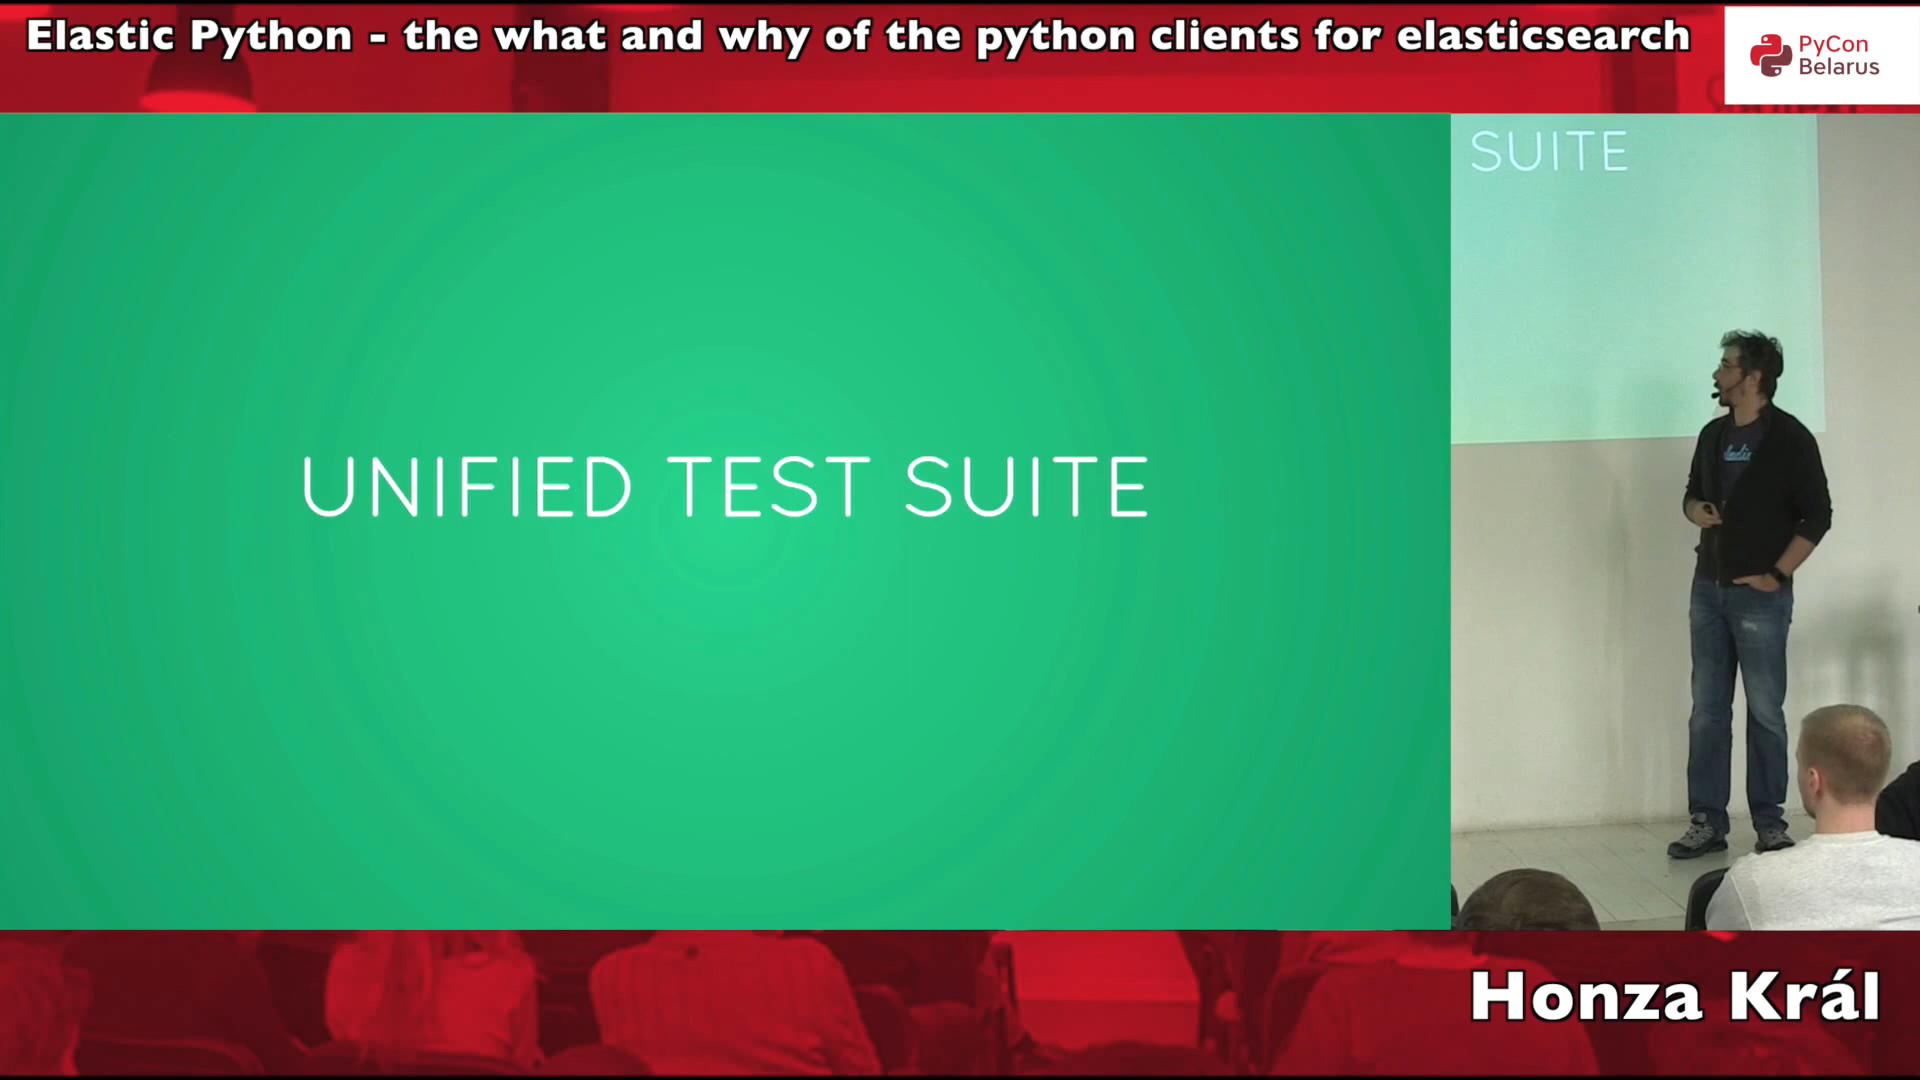 Elastic Python - the what and why of the python clients for elasticsearch
PyCon
Belarus
UNIFIED TEST SUITE
SUITE
Honza Král